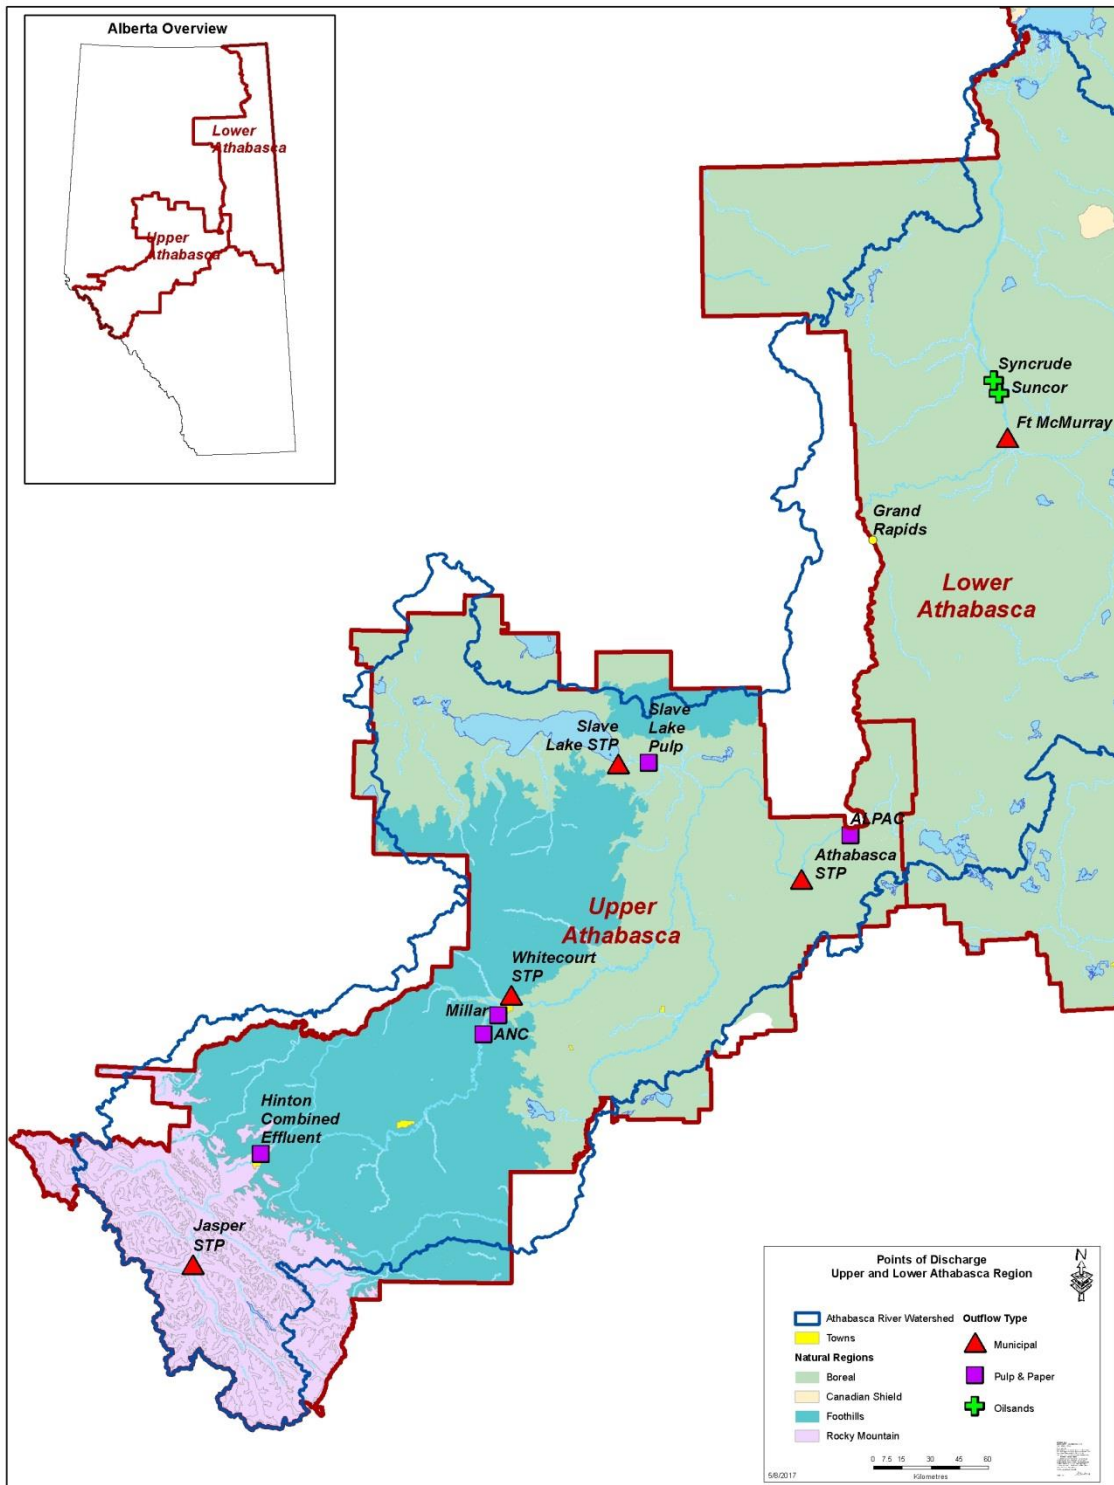 Alberta Overview
Lower
Athabasca
Upper
Athabasca
Syncrude
Suncor
Ft McMurray
Grand
Rapids
Lower
Athabasca
Slave
Lake STP
Slave
Lake
Pulp
ALPAC
Athabasca
STP
Upper
Athabasca
Whitecourt
STP
Millar
ANC
Hinton
Combined
Effluent
Jasper
STP
Points of Discharge
Upper and Lower Athabasca Region
N
Athabasca River Watershed
Towns
Natural Regions
Boreal
Canadian Shield
Foothills
Rocky Mountain
Outflow Type
Municipal
Pulp & Paper
Oilsands
0 7.5 15 30 45 60
Kilometres
5/8/2017